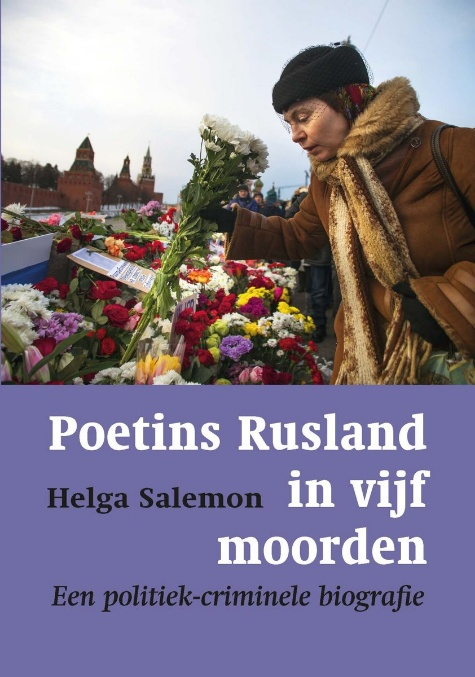 Poetins Rusland
Helga Salemon in vijf
moorden
Een politiek-criminele biografie